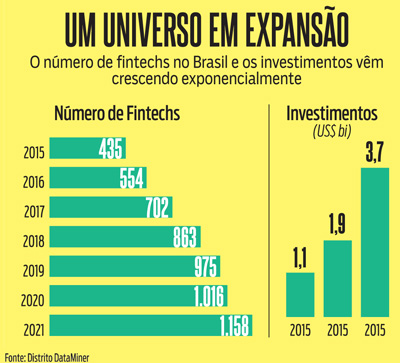 UM UNIVERSO EM EXPANSÃO
O número de fintechs no Brasil e os investimentos vêm
crescendo exponencialmente
Número de Fintechs
2015 435
2016 554
2017 702
2018 863
2019 975
2020 1.016
2021 1.158
Investimentos
(US$ bi)
1,1 1,9 3,7
2015 2015 2015
Fonte: Distrito DataMiner